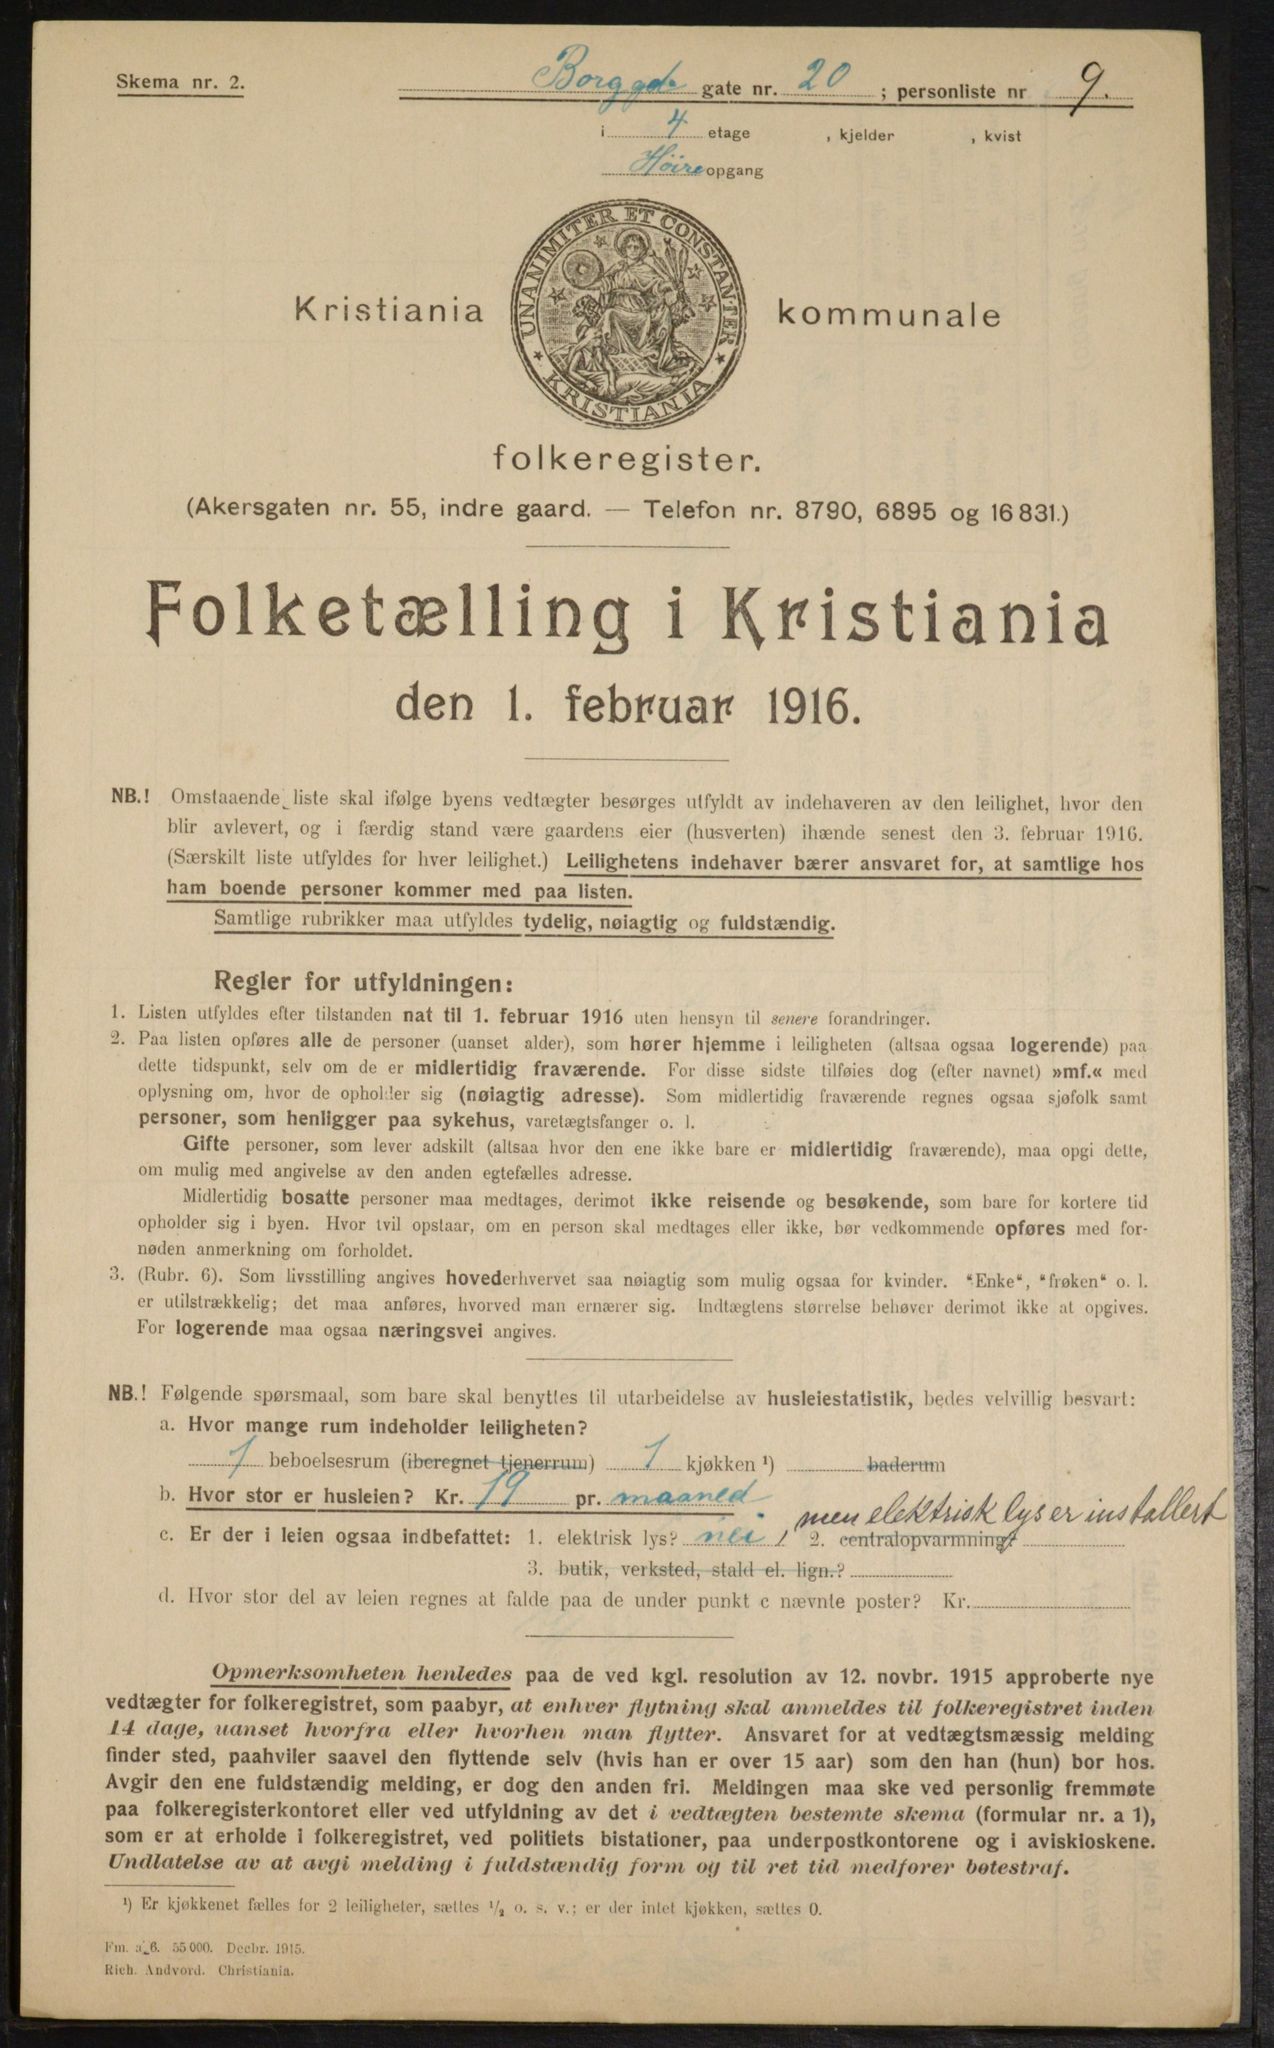 Skema nr. 2.
Borggd. gate nr. 20 ; personliste nr 9.
i 4 etage , kjelder , kvist
Höire opgang
UNANIMITER ET CONSTANTER
KRISTIANIA
Kristiania kommunale
folkeregister.
(Akersgaten nr. 55, indre gaard. — Telefon nr. 8790, 6895 og 16 831.)
Folketælling i Kristiania
den 1. februar 1916.
NB.! Omstaaende liste skal ifølge byens vedtægter besørges utfyldt av indehaveren av den leilighet, hvor den
blir avlevert, og i færdig stand være gaardens eier (husverten) ihænde senest den 3. februar 1916.
(Særskilt liste utfyldes for hver leilighet.) Leilighetens indehaver bærer ansvaret for, at samtlige hos
ham boende personer kommer med paa listen.
Samtlige rubrikker maa utfyldes tydelig, nøiagtig og fuldstændig.
Regler for utfyldningen:
1. Listen utfyldes efter tilstanden nat til 1. februar 1916 uten hensyn til senere forandringer.
2. Paa listen opføres alle de personer (uanset alder), som hører hjemme i leiligheten (altsaa ogsaa logerende) paa
dette tidspunkt, selv om de er midlertidig fraværende. For disse sidste tilføies dog (efter navnet) »mf.« med
oplysning om, hvor de opholder sig (nøiagtig adresse). Som midlertidig fraværende regnes ogsaa sjøfolk samt
personer, som henligger paa sykehus, varetægtsfanger o. l.
Gifte personer, som lever adskilt (altsaa hvor den ene ikke bare er midlertidig fraværende), maa opgi dette,
om mulig med angivelse av den anden egtefælles adresse.
Midlertidig bosatte personer maa medtages, derimot ikke reisende og besøkende, som bare for kortere tid
opholder sig i byen. Hvor tvil opstaar, om en person skal medtages eller ikke, bør vedkommende opføres med for-
nøden anmerkning om forholdet.
3. (Rubr. 6). Som livsstilling angives hovederhvervet saa nøiagtig som mulig ogsaa for kvinder. "Enke", "frøken" o. l.
er utilstrækkelig; det maa anføres, hvorved man ernærer sig. Indtægtens størrelse behøver derimot ikke at opgives.
For logerende maa ogsaa næringsvei angives.
NB.! Følgende spørsmaal, som bare skal benyttes til utarbeidelse av husleiestatistik, bedes velvillig besvart:
a. Hvor mange rum indeholder leiligheten?
1 beboelsesrum (iberegnet tjenerrum) 1 kjøkken ¹) baderum
b. Hvor stor er husleien? Kr. 19 pr. maaned
men elektrisk lys er installert
c. Er der i leien ogsaa indbefattet: 1. elektrisk lys? nei, 2. centralopvarmning?
3. butik, verksted, stald el. lign.?
d. Hvor stor del av leien regnes at falde paa de under punkt c nævnte poster? Kr.
Opmerksomheten henledes paa de ved kgl. resolution av 12. novbr. 1915 approberte nye
vedtægter for folkeregistret, som paabyr, at enhver flytning skal anmeldes til folkeregistret inden
14 dage, uanset hvorfra eller hvorhen man flytter. Ansvaret for at vedtægtsmæssig melding
finder sted, paahviler saavel den flyttende selv (hvis han er over 15 aar) som den han (hun) bor hos.
Avgir den ene fuldstændig melding, er dog den anden fri. Meldingen maa ske ved personlig fremmøte
paa folkeregisterkontoret eller ved utfyldning av det i vedtægten bestemte skema (formular nr. a 1),
som er at erholde i folkeregistret, ved politiets bistationer, paa underpostkontorene og i aviskioskene.
Undlatelse av at avgi melding i fuldstændig form og til ret tid medfører bøtestraf.
¹) Er kjøkkenet fælles for 2 leiligheter, sættes ½ o. s. v.; er der intet kjøkken, sættes 0.
Fm. a 6. 55 000. Decbr. 1915.
Rich. Andvord. Christiania.